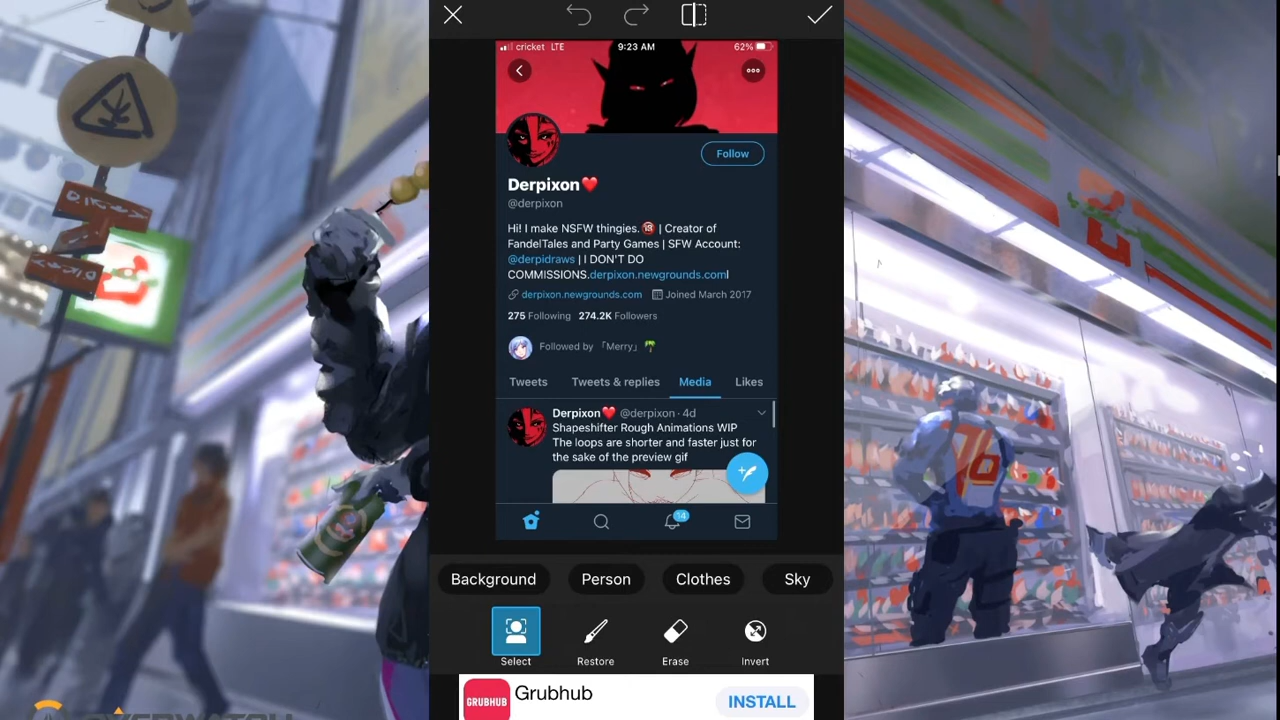 cricket LTE 9:23 AM 62%
Follow
Derpixon❤️
@derpixon
Hi! I make NSFW thingies.🔞 | Creator of
FandelTales and Party Games | SFW Account:
@derpidraws | I DON'T DO
COMMISSIONS.derpixon.newgrounds.coml
derpixon.newgrounds.com Joined March 2017
275 Following 274.2K Followers
Followed by 「Merry」🌴
Tweets Tweets & replies Media Likes
Derpixon❤️ @derpixon · 4d
Shapeshifter Rough Animations WIP
The loops are shorter and faster just for
the sake of the preview gif
14
Background Person Clothes Sky
Select Restore Erase Invert
GRUBHUB Grubhub INSTALL
76
OVERWATCH